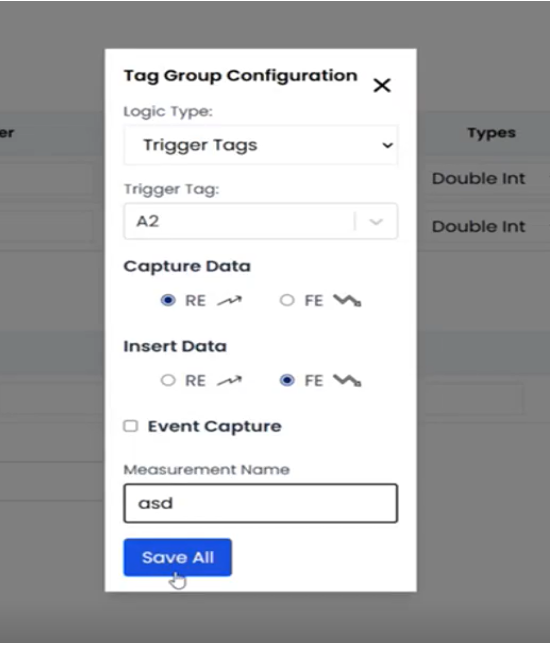 Tag Group Configuration
Logic Type:
er
Types
Trigger Tags
Double Int
Trigger Tag:
A2
Double Int
Capture Data
RE
FE
Insert Data
RE
FE
Event Capture
Measurement Name
asd
Save All